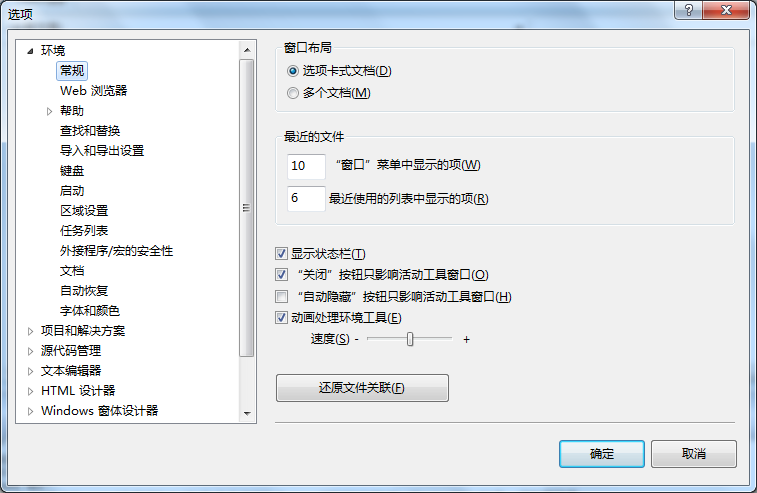 选项
环境
常规
Web 浏览器
帮助
查找和替换
导入和导出设置
键盘
启动
区域设置
任务列表
外接程序/宏的安全性
文档
自动恢复
字体和颜色
项目和解决方案
源代码管理
文本编辑器
HTML 设计器
Windows 窗体设计器
窗口布局
选项卡式文档(D)
多个文档(M)
最近的文件
10 “窗口”菜单中显示的项(W)
6 最近使用的列表中显示的项(R)
显示状态栏(T)
“关闭”按钮只影响活动工具窗口(O)
“自动隐藏”按钮只影响活动工具窗口(H)
动画处理环境工具(E)
速度(S) - +
还原文件关联(F)
确定 取消